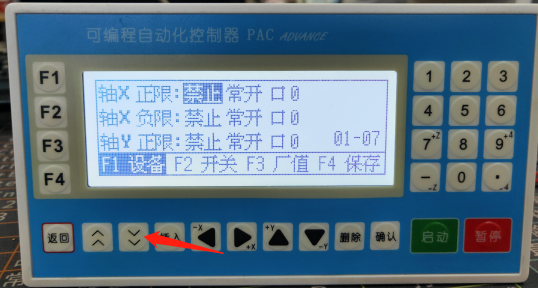 可编程自动化控制器 PAC ADVANCE
F1
F2
F3
F4
轴X 正限:禁止 常开 口0
轴X 负限:禁止 常开 口0
轴Y 正限:禁止 常开 口0 01-07
F1 设备 F2 开关 F3 厂值 F4 保存
1 2 3
4 5 6
7 +Z 8 9 +4
- -Z 0 .
返回 插入 -X +X +Y -Y 删除 确认 启动 暂停